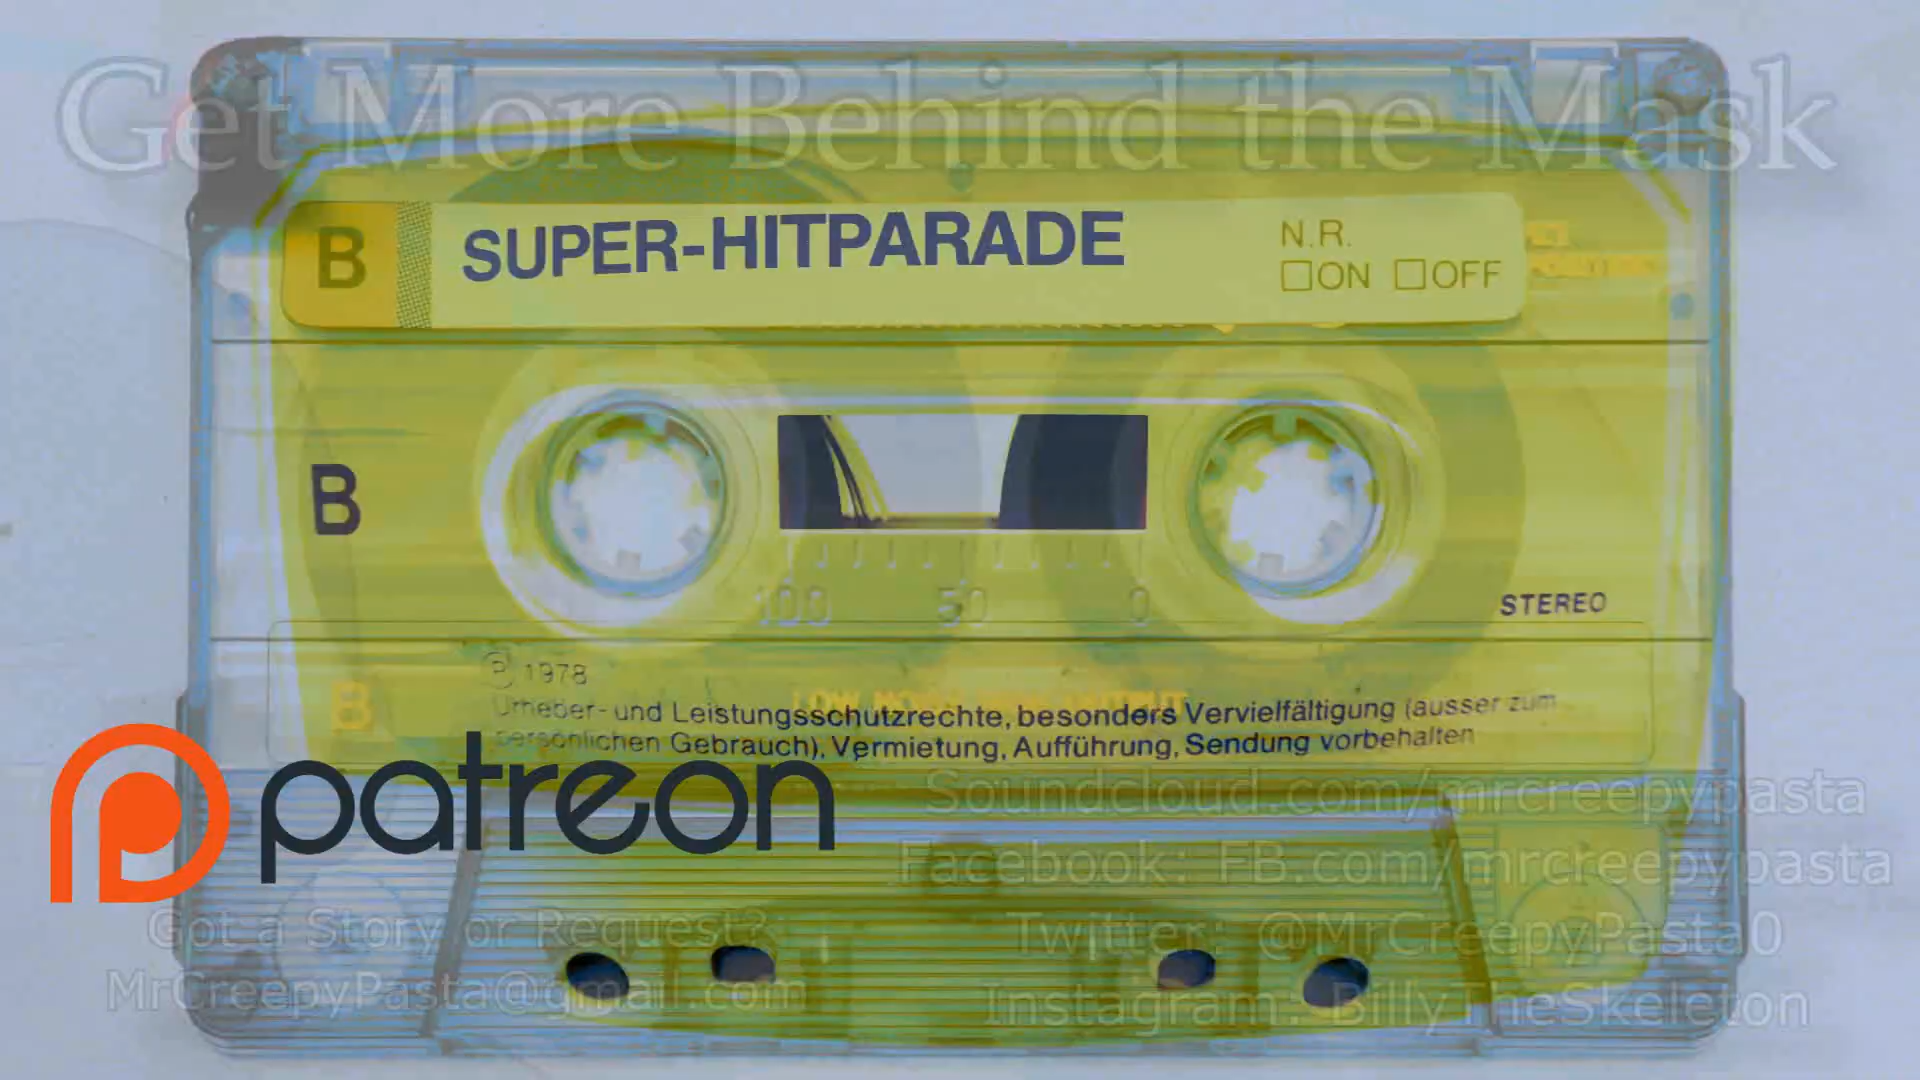 Get More Behind the Mask
B SUPER-HITPARADE N.R.
☐ON ☐OFF
B
100 50 0
STEREO
Ⓟ 1978
B LOW NOISE
Urheber- und Leistungsschutzrechte, besonders Vervielfältigung (ausser zum
persönlichen Gebrauch), Vermietung, Aufführung, Sendung vorbehalten
patreon
Soundcloud.com/mrcreepypasta
Facebook: FB.com/mrcreepypasta
Got a Story or Request?
Twitter: @MrCreepyPasta0
MrCreepyPasta@gmail.com
Instagram: BillyTheSkeleton